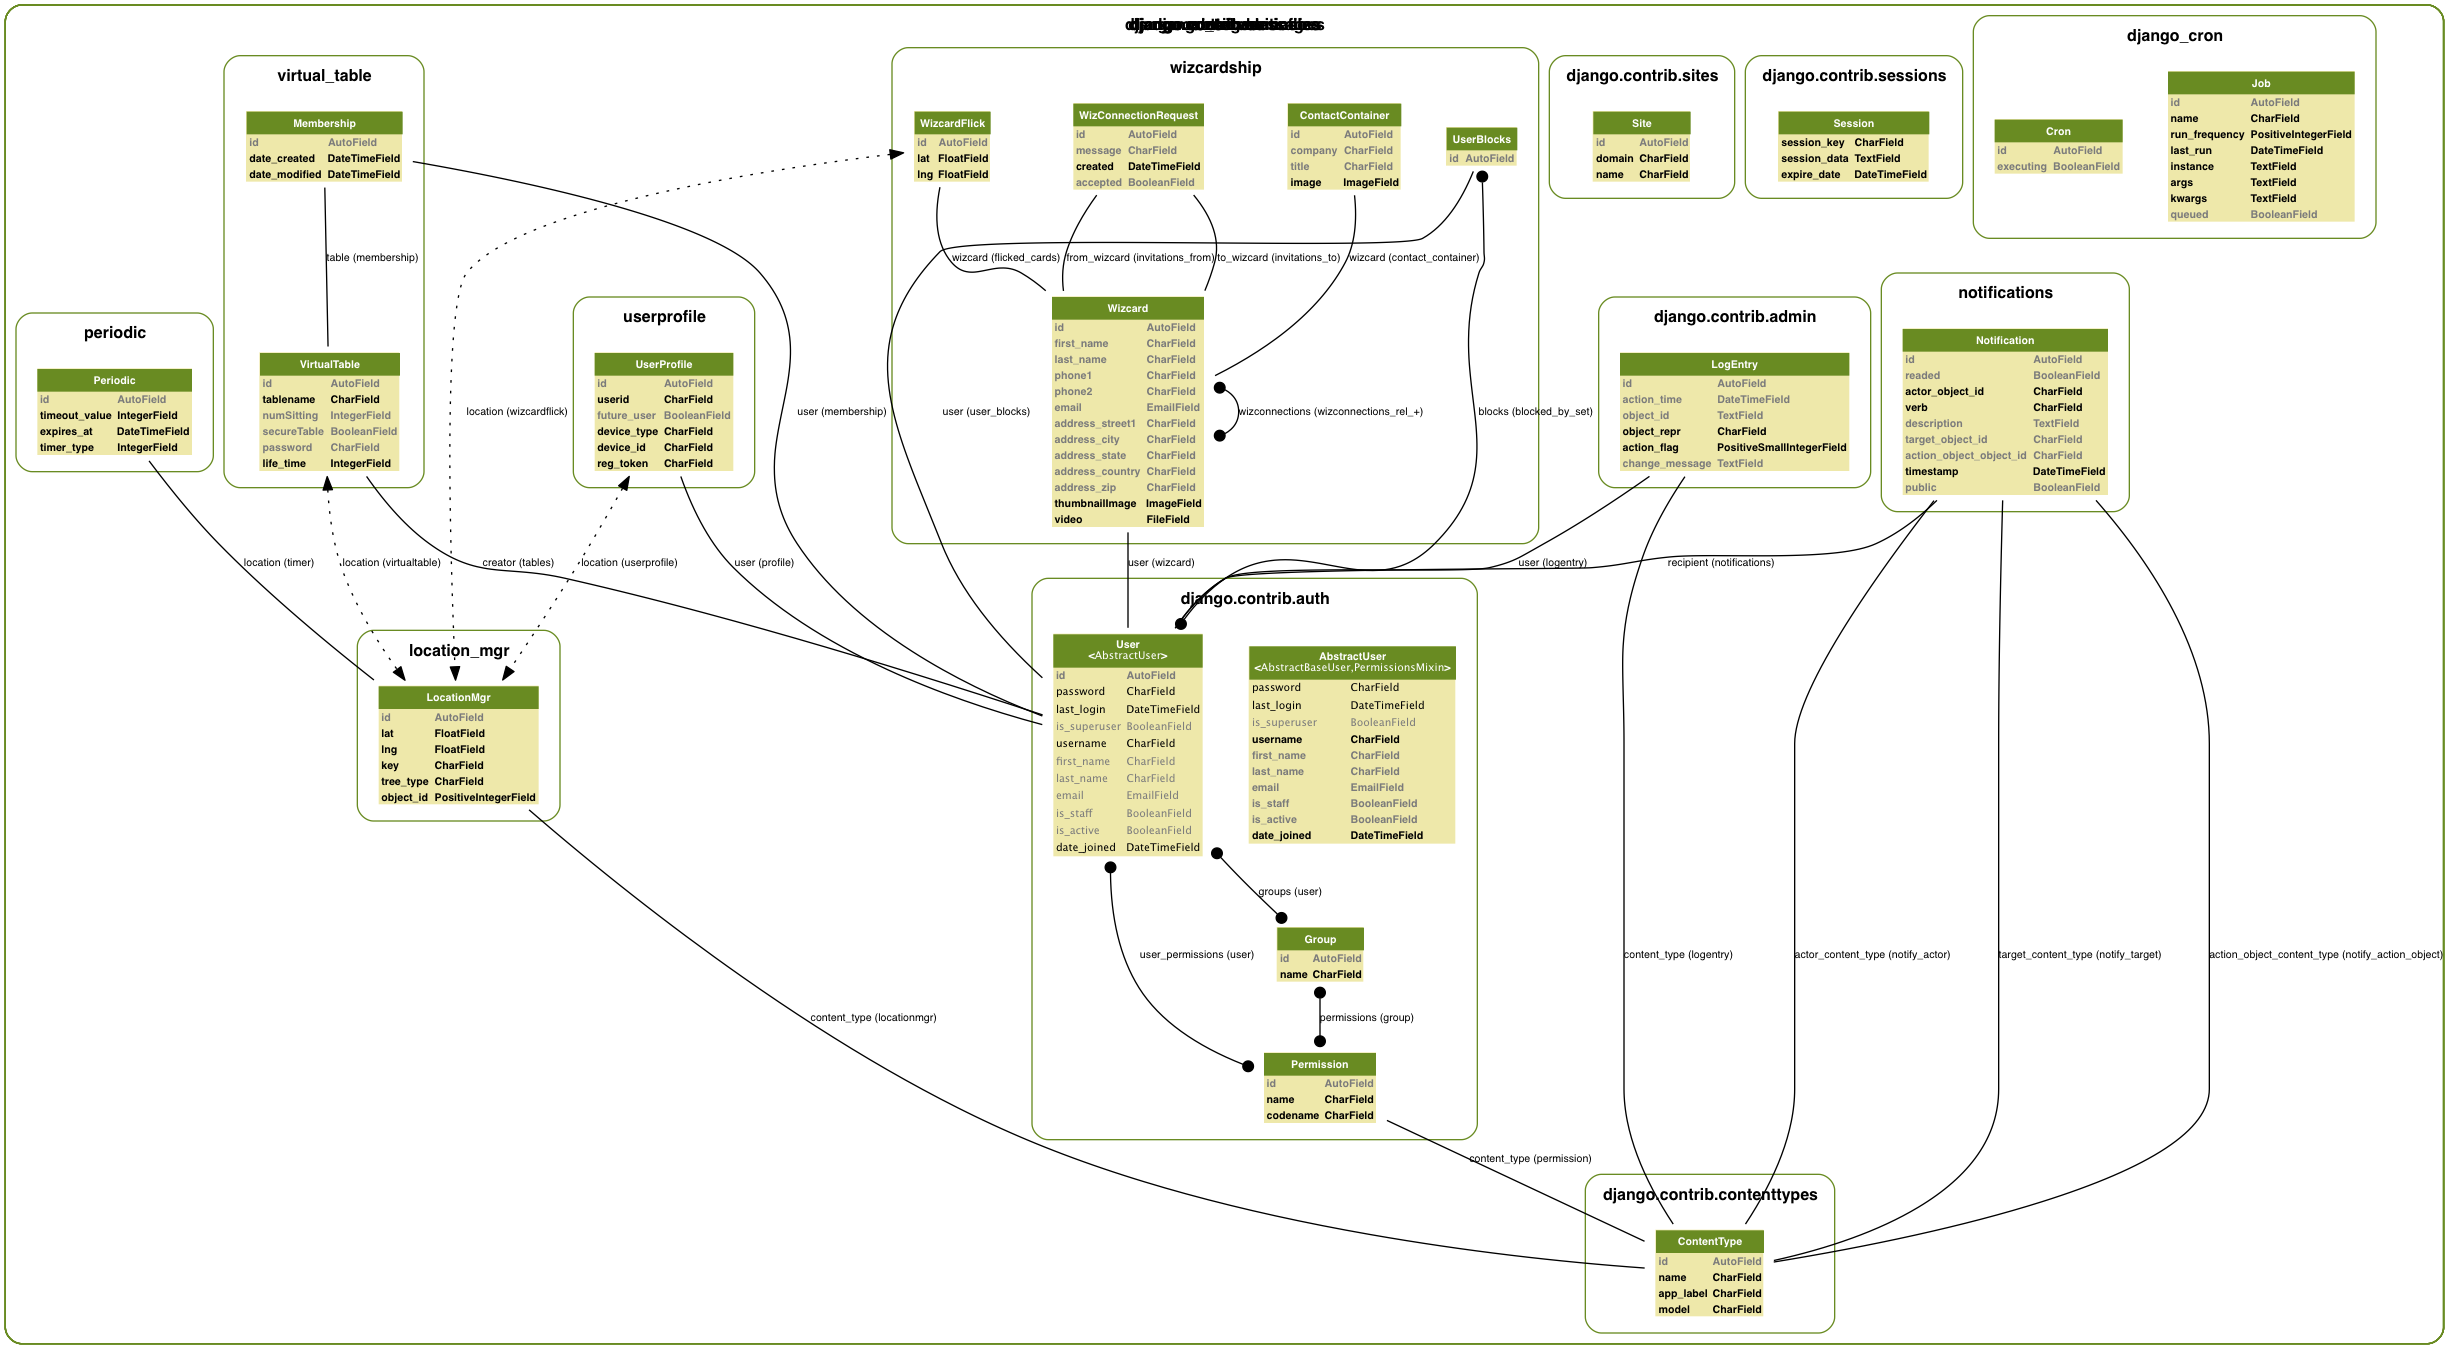 virtual_table
Membership
id AutoField
date_created DateTimeField
date_modified DateTimeField
table (membership)
VirtualTable
id AutoField
tablename CharField
numSitting IntegerField
secureTable BooleanField
password CharField
life_time IntegerField
periodic
Periodic
id AutoField
timeout_value IntegerField
expires_at DateTimeField
timer_type IntegerField
userprofile
UserProfile
id AutoField
userid CharField
future_user BooleanField
device_type CharField
device_id CharField
reg_token CharField
wizcardship
WizcardFlick
id AutoField
lat FloatField
lng FloatField
WizConnectionRequest
id AutoField
message CharField
created DateTimeField
accepted BooleanField
ContactContainer
id AutoField
company CharField
title CharField
image ImageField
UserBlocks
id AutoField
wizcard (flicked_cards)
from_wizcard (invitations_from)
to_wizcard (invitations_to)
wizcard (contact_container)
Wizcard
id AutoField
first_name CharField
last_name CharField
phone1 CharField
phone2 CharField
email EmailField
address_street1 CharField
address_city CharField
address_state CharField
address_country CharField
address_zip CharField
thumbnailImage ImageField
video FileField
location (wizcardflick)
user (membership)
user (user_blocks)
wizconnections (wizconnections_rel_+)
blocks (blocked_by_set)
django.contrib.sites
Site
id AutoField
domain CharField
name CharField
django.contrib.sessions
Session
session_key CharField
session_data TextField
expire_date DateTimeField
django_cron
Cron
id AutoField
executing BooleanField
Job
id AutoField
name CharField
run_frequency PositiveIntegerField
last_run DateTimeField
instance TextField
args TextField
kwargs TextField
queued BooleanField
django.contrib.admin
LogEntry
id AutoField
action_time DateTimeField
object_id TextField
object_repr CharField
action_flag PositiveSmallIntegerField
change_message TextField
notifications
Notification
id AutoField
readed BooleanField
actor_object_id CharField
verb CharField
description TextField
target_object_id CharField
action_object_object_id CharField
timestamp DateTimeField
public BooleanField
location (timer)
location (virtualtable)
creator (tables)
location (userprofile)
user (profile)
user (wizcard)
user (logentry)
recipient (notifications)
location_mgr
LocationMgr
id AutoField
lat FloatField
lng FloatField
key CharField
tree_type CharField
object_id PositiveIntegerField
django.contrib.auth
User
<AbstractUser>
id AutoField
password CharField
last_login DateTimeField
is_superuser BooleanField
username CharField
first_name CharField
last_name CharField
email EmailField
is_staff BooleanField
is_active BooleanField
date_joined DateTimeField
AbstractUser
<AbstractBaseUser,PermissionsMixin>
password CharField
last_login DateTimeField
is_superuser BooleanField
username CharField
first_name CharField
last_name CharField
email EmailField
is_staff BooleanField
is_active BooleanField
date_joined DateTimeField
groups (user)
Group
id AutoField
name CharField
user_permissions (user)
permissions (group)
Permission
id AutoField
name CharField
codename CharField
content_type (logentry)
actor_content_type (notify_actor)
target_content_type (notify_target)
action_object_content_type (notify_action_object)
content_type (locationmgr)
content_type (permission)
django.contrib.contenttypes
ContentType
id AutoField
name CharField
app_label CharField
model CharField